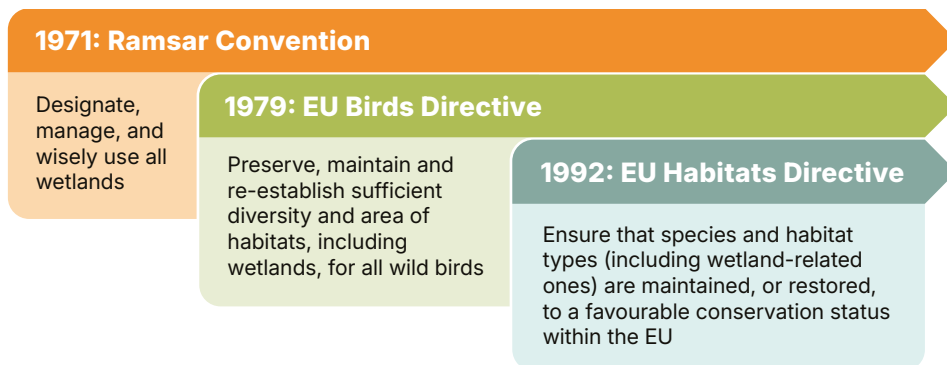 1971: Ramsar Convention
Designate,
manage, and
wisely use all
wetlands
1979: EU Birds Directive
Preserve, maintain and
re-establish sufficient
diversity and area of
habitats, including
wetlands, for all wild birds
1992: EU Habitats Directive
Ensure that species and habitat
types (including wetland-related
ones) are maintained, or restored,
to a favourable conservation status
within the EU